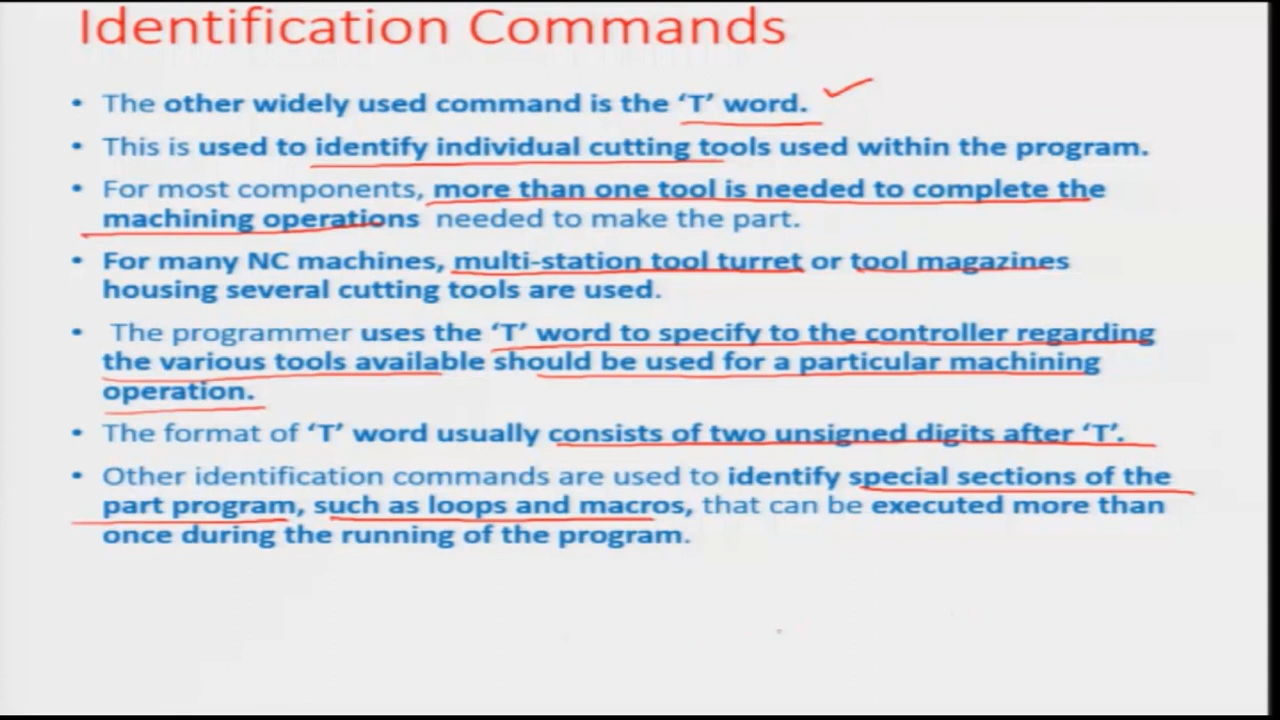 Identification Commands
• The other widely used command is the ‘T’ word.
• This is used to identify individual cutting tools used within the program.
• For most components, more than one tool is needed to complete the
machining operations needed to make the part.
• For many NC machines, multi-station tool turret or tool magazines
housing several cutting tools are used.
• The programmer uses the ‘T’ word to specify to the controller regarding
the various tools available should be used for a particular machining
operation.
• The format of ‘T’ word usually consists of two unsigned digits after ‘T’.
• Other identification commands are used to identify special sections of the
part program, such as loops and macros, that can be executed more than
once during the running of the program.